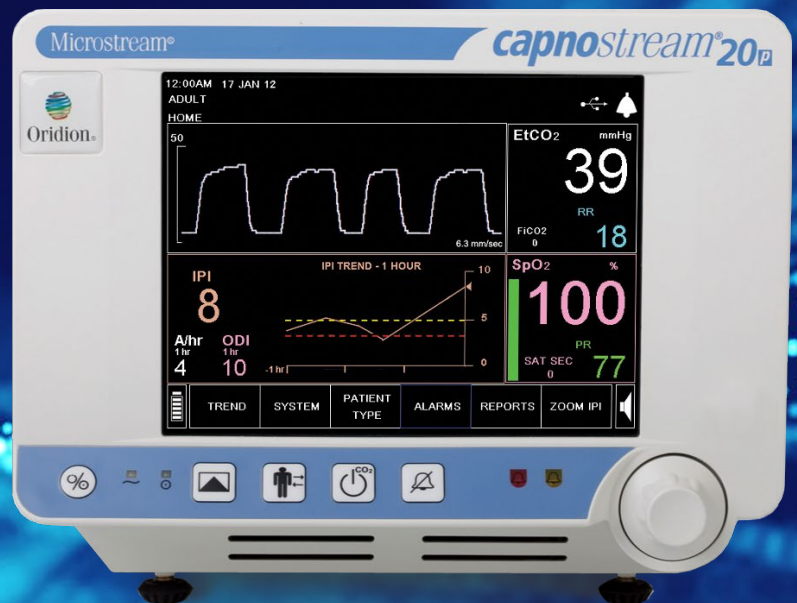 Microstream®
capnostream®20p
Oridion®
12:00AM 17 JAN 12
ADULT
HOME
50
6.3 mm/sec
EtCO2 mmHg
39
RR
FiCO2
0
18
IPI
8
IPI TREND - 1 HOUR
10
5
0
-1 hr
A/hr ODI
1 hr 1 hr
4 10
SpO2 %
100
PR
SAT SEC
0
77
TREND
SYSTEM
PATIENT
TYPE
ALARMS
REPORTS
ZOOM IPI
CO2